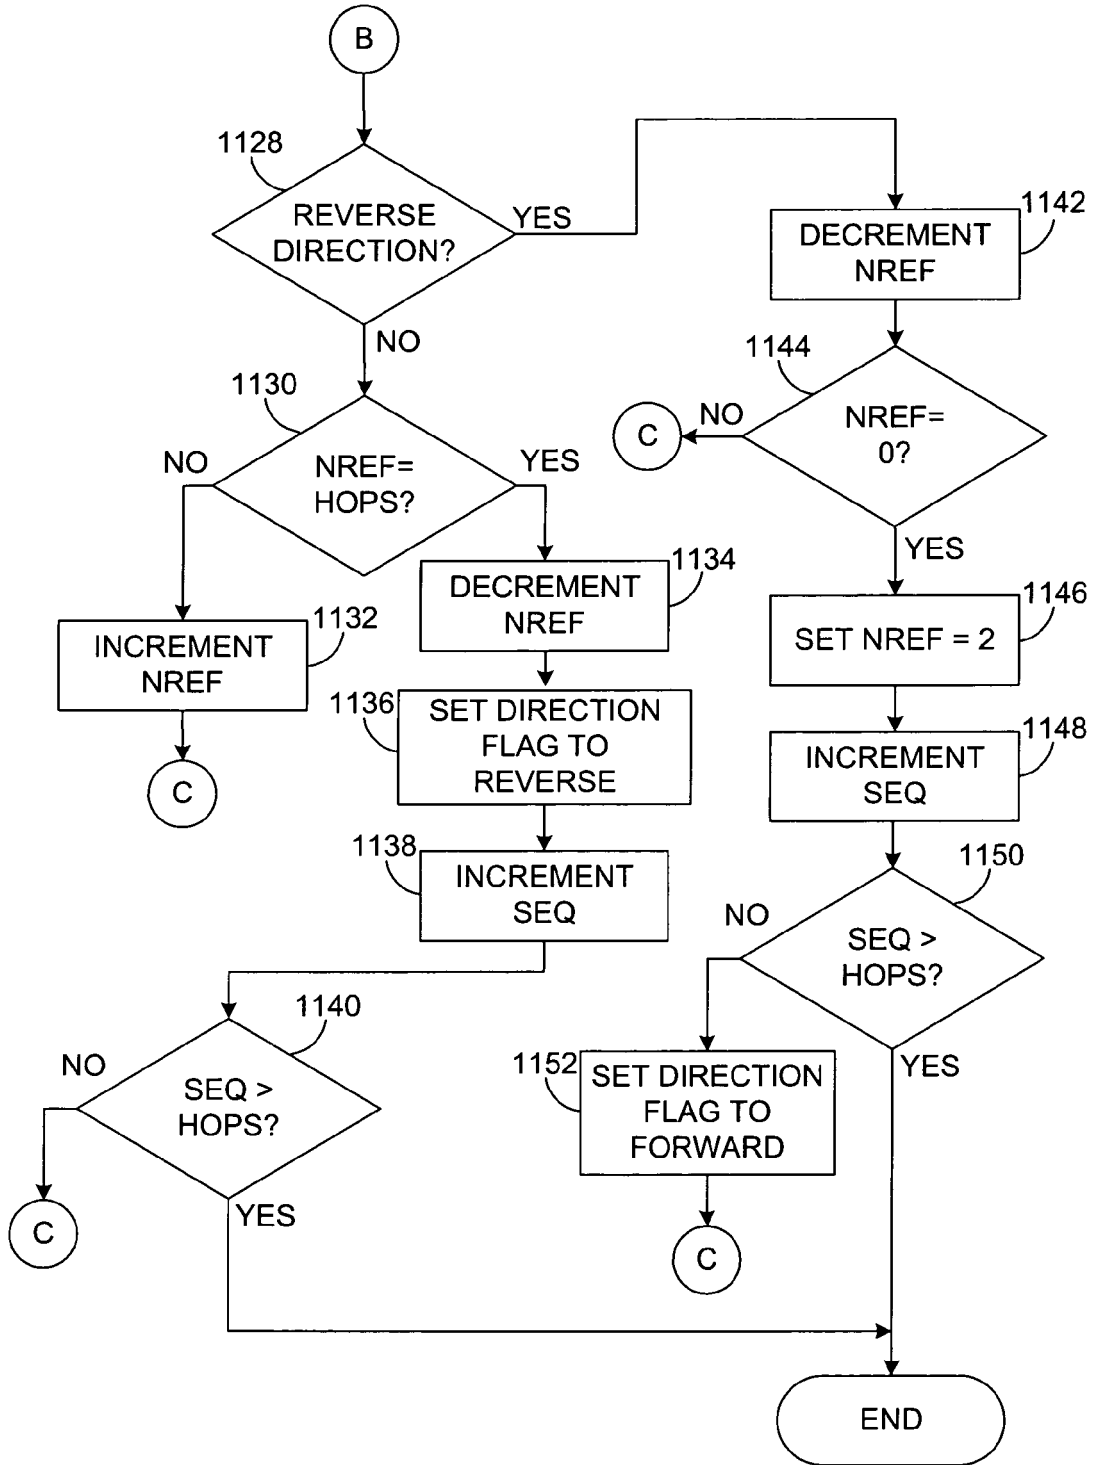 B
1128
REVERSE
DIRECTION?
YES
NO
1142
DECREMENT
NREF
1144
NREF=
0?
NO
C
YES
1130
NREF=
HOPS?
NO
YES
1132
INCREMENT
NREF
C
1134
DECREMENT
NREF
1136
SET DIRECTION
FLAG TO
REVERSE
1138
INCREMENT
SEQ
1140
SEQ >
HOPS?
NO
C
YES
1146
SET NREF = 2
1148
INCREMENT
SEQ
1150
SEQ >
HOPS?
NO
YES
1152
SET DIRECTION
FLAG TO
FORWARD
C
END